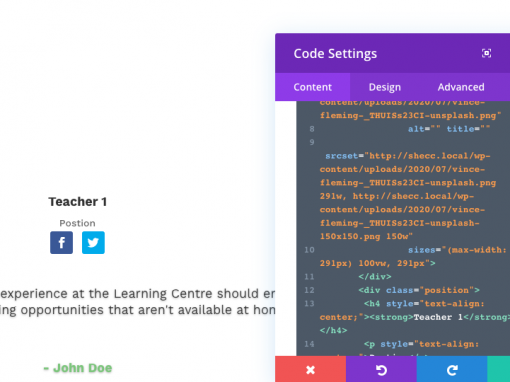 Code Settings
Content Design Advanced
content/uploads/2020/07/vince-
fleming-_THUISs23CI-unsplash.png"
8 alt="" title=""
9
srcset="http://shecc.local/wp-
content/uploads/2020/07/vince-
fleming-_THUISs23CI-unsplash.png
291w, http://shecc.local/wp-
content/uploads/2020/07/vince-
fleming-_THUISs23CI-unsplash-
150x150.png 150w"
10 sizes="(max-width:
291px) 100vw, 291px">
11 </div>
12 <div class="position">
13 <h4 style="text-align:
center;"><strong>Teacher 1</strong>
</h4>
14 <p style="text-align:
Teacher 1
Postion
f
experience at the Learning Centre should en
ing opportunities that aren't available at hom
- John Doe